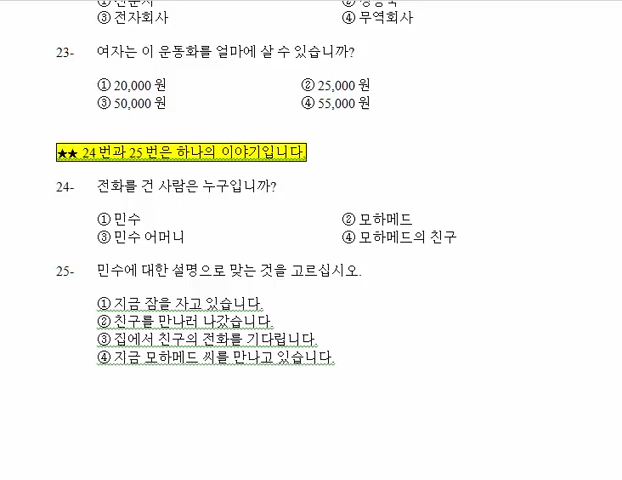 ③ 전자회사 ④ 무역회사
23- 여자는 이 운동화를 얼마에 살 수 있습니까?
① 20,000 원 ② 25,000 원
③ 50,000 원 ④ 55,000 원
★★ 24 번과 25 번은 하나의 이야기입니다.
24- 전화를 건 사람은 누구입니까?
① 민수 ② 모하메드
③ 민수 어머니 ④ 모하메드의 친구
25- 민수에 대한 설명으로 맞는 것을 고르십시오.
① 지금 잠을 자고 있습니다.
② 친구를 만나러 나갔습니다.
③ 집에서 친구의 전화를 기다립니다.
④ 지금 모하메드 씨를 만나고 있습니다.